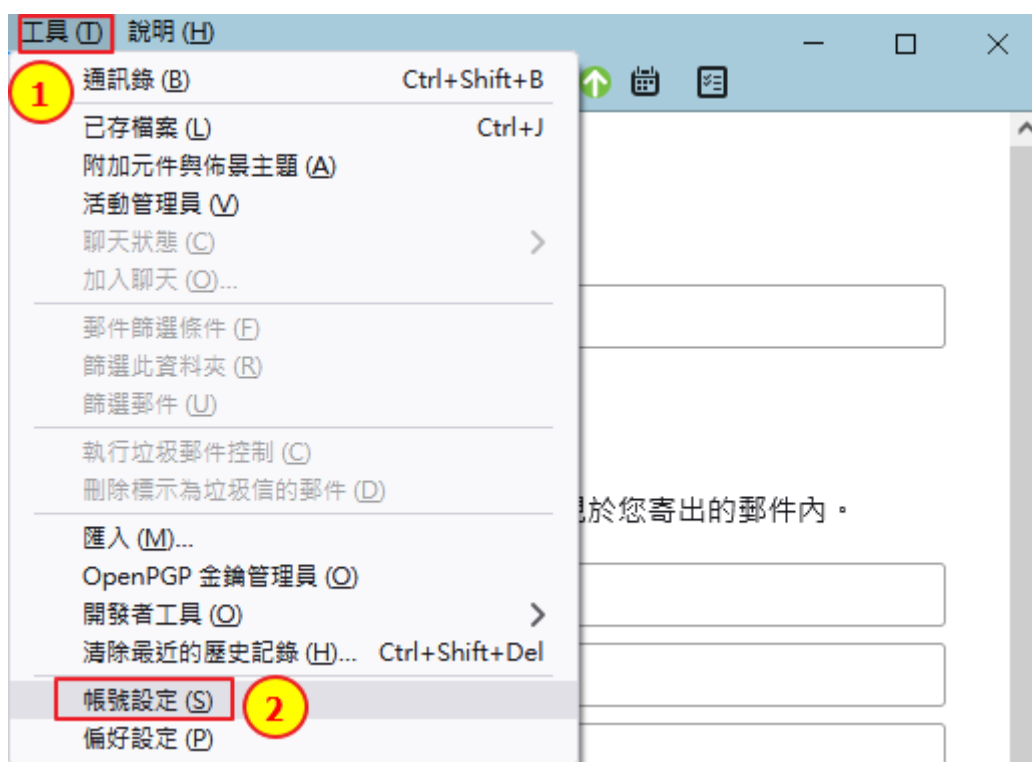 工具 (T) 說明 (H)
1
通訊錄 (B) Ctrl+Shift+B
已存檔案 (L) Ctrl+J
附加元件與佈景主題 (A)
活動管理員 (V)
聊天狀態 (C)
加入聊天 (O)...
郵件篩選條件 (F)
篩選此資料夾 (R)
篩選郵件 (U)
執行垃圾郵件控制 (C)
刪除標示為垃圾信的郵件 (D)
於您寄出的郵件內。
匯入 (M)...
OpenPGP 金鑰管理員 (O)
開發者工具 (O)
清除最近的歷史記錄 (H)... Ctrl+Shift+Del
帳號設定 (S) 2
偏好設定 (P)